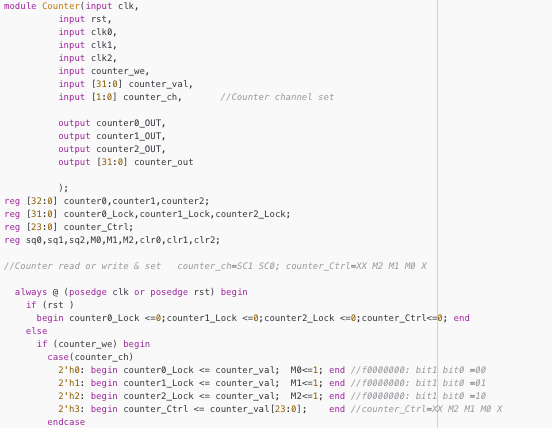 module Counter(input clk,
input rst,
input clk0,
input clk1,
input clk2,
input counter_we,
input [31:0] counter_val,
input [1:0] counter_ch, //Counter channel set
output counter0_OUT,
output counter1_OUT,
output counter2_OUT,
output [31:0] counter_out
);
reg [32:0] counter0,counter1,counter2;
reg [31:0] counter0_Lock,counter1_Lock,counter2_Lock;
reg [23:0] counter_Ctrl;
reg sq0,sq1,sq2,M0,M1,M2,clr0,clr1,clr2;
//Counter read or write & set counter_ch=SC1 SC0; counter_Ctrl=XX M2 M1 M0 X
always @ (posedge clk or posedge rst) begin
if (rst )
begin counter0_Lock <=0;counter1_Lock <=0;counter2_Lock <=0;counter_Ctrl<=0; end
else
if (counter_we) begin
case(counter_ch)
2'h0: begin counter0_Lock <= counter_val; M0<=1; end //f0000000: bit1 bit0 =00
2'h1: begin counter1_Lock <= counter_val; M1<=1; end //f0000000: bit1 bit0 =01
2'h2: begin counter2_Lock <= counter_val; M2<=1; end //f0000000: bit1 bit0 =10
2'h3: begin counter_Ctrl <= counter_val[23:0]; end //counter_Ctrl=XX M2 M1 M0 X
endcase